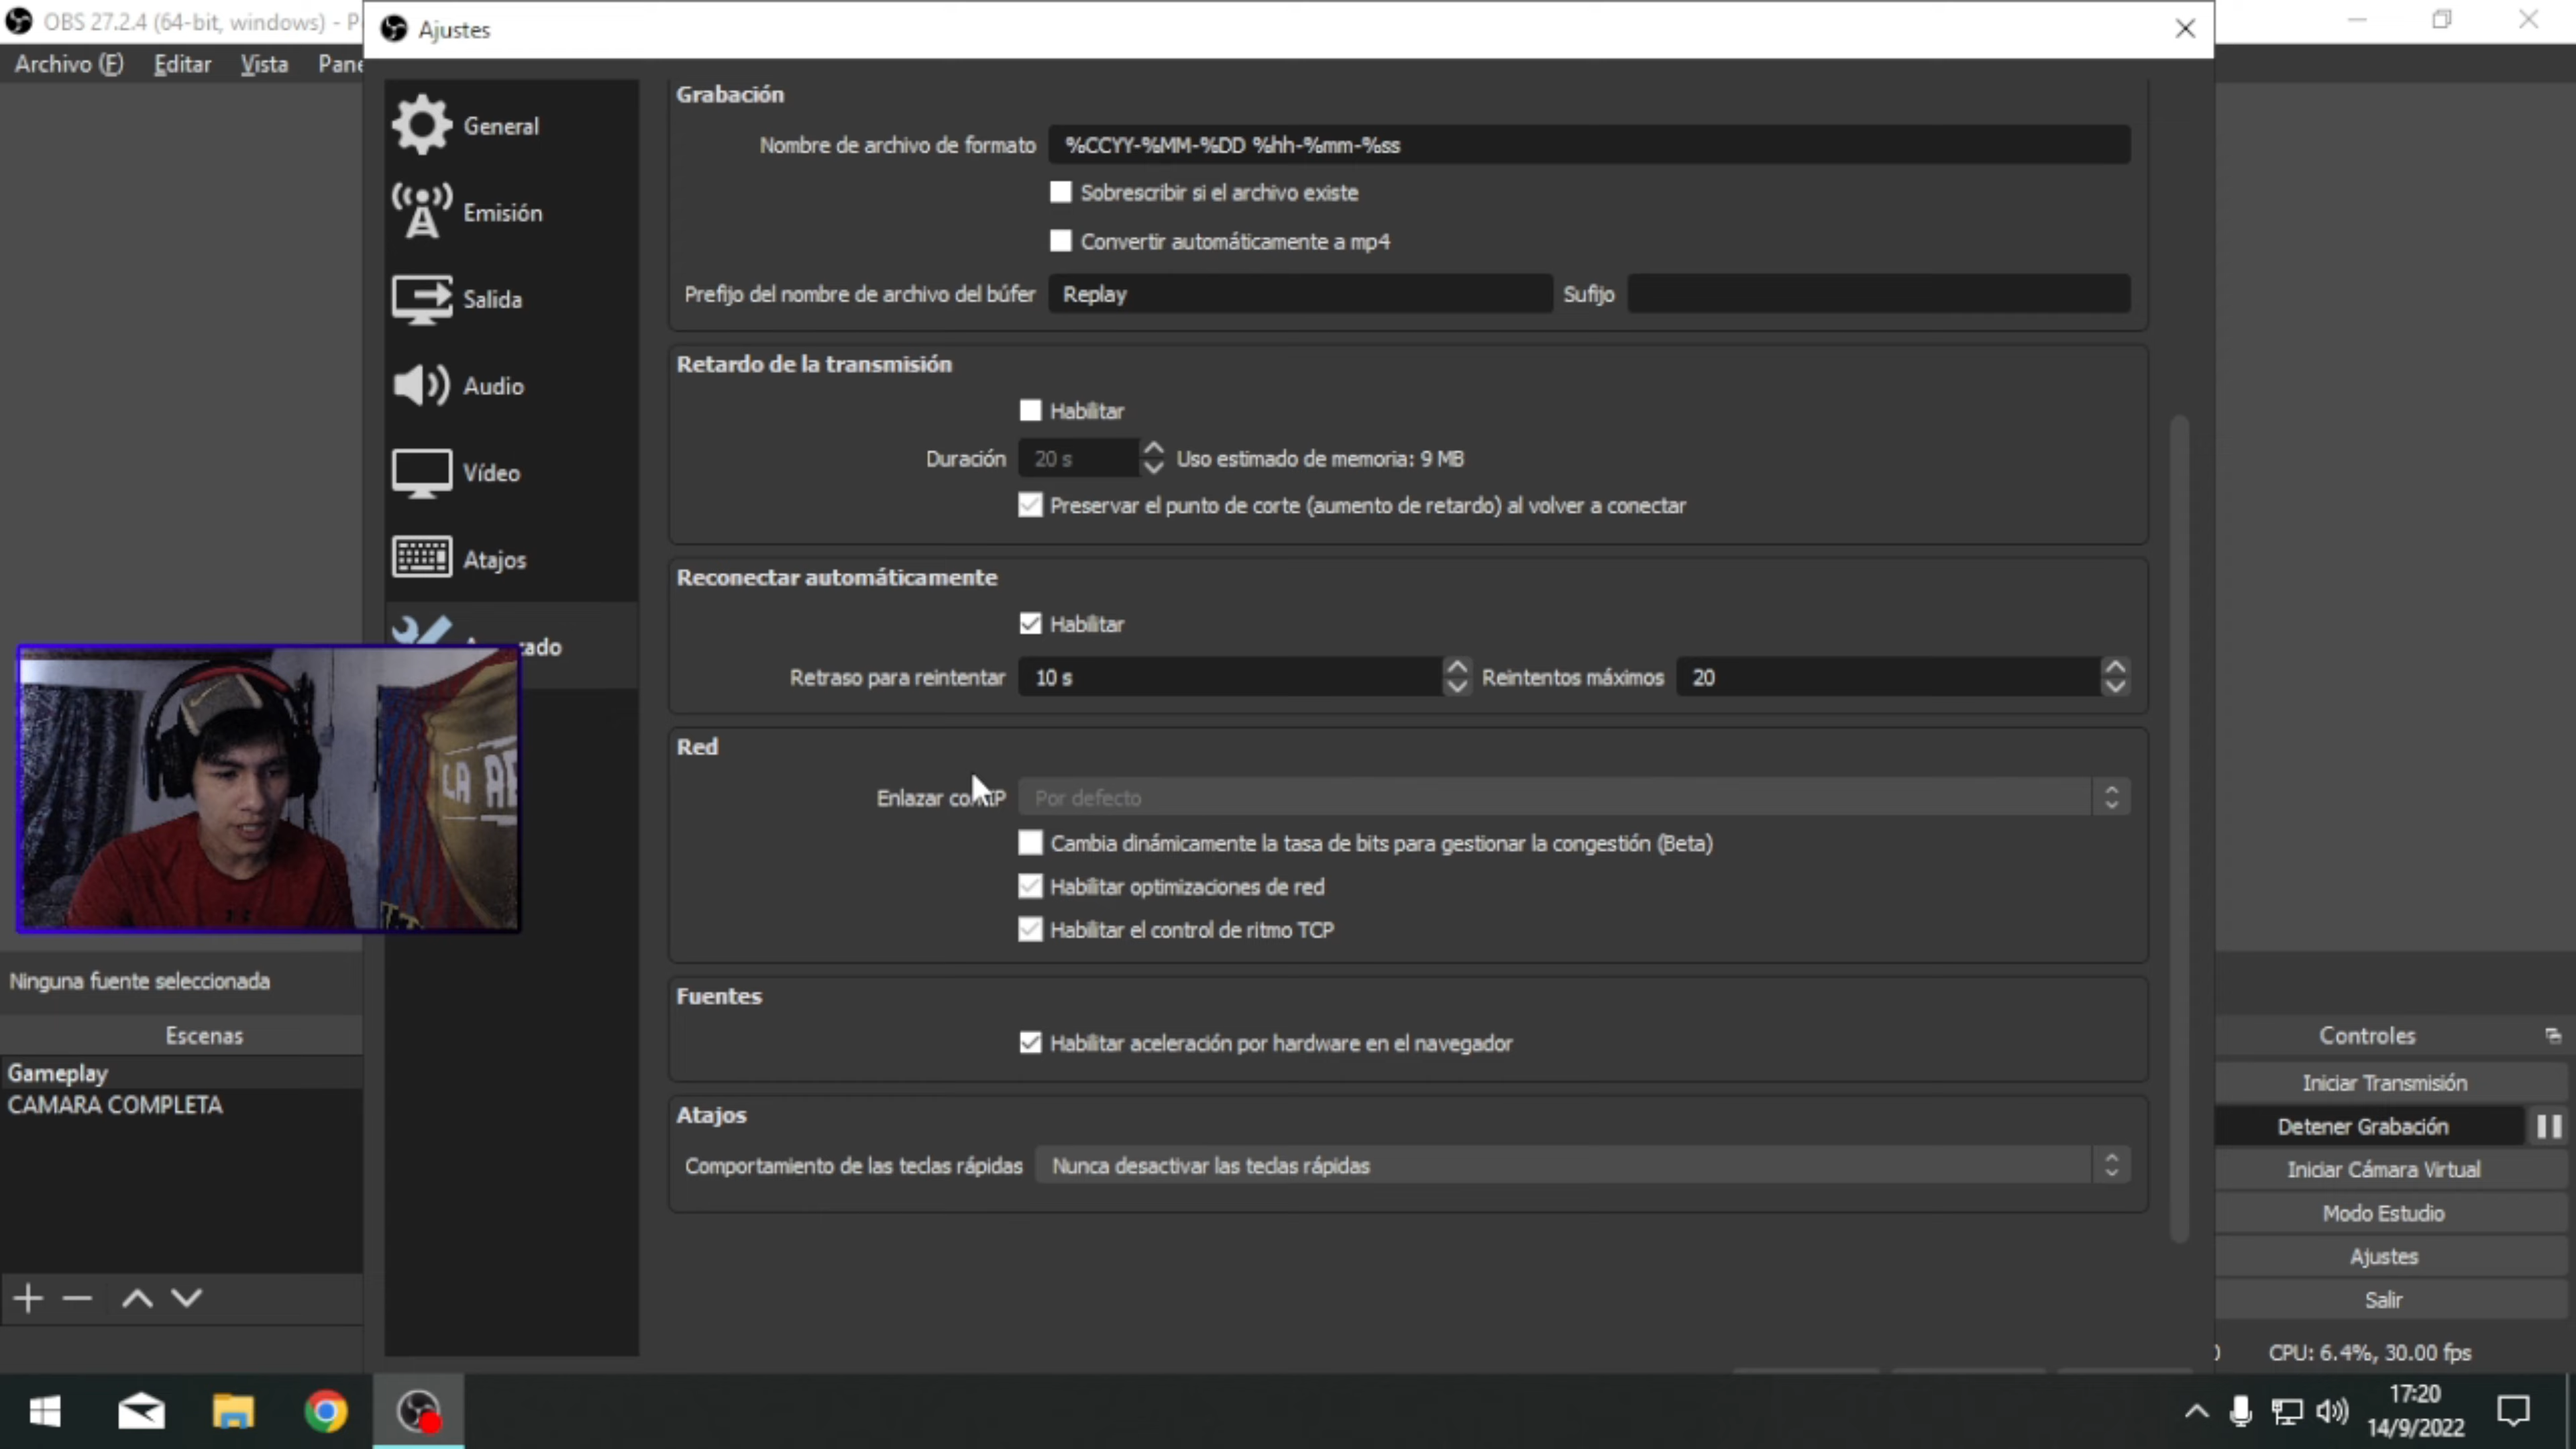 OBS 27.2.4 (64-bit, windows) - P
Ajustes
Archivo (F) Editar Vista Pane
General
Emisión
Salida
Audio
Vídeo
Atajos
ado
Grabación
Nombre de archivo de formato %CCYY-%MM-%DD %hh-%mm-%ss
Sobrescribir si el archivo existe
Convertir automáticamente a mp4
Prefijo del nombre de archivo del búfer Replay Sufijo
Retardo de la transmisión
Habilitar
Duración 20 s Uso estimado de memoria: 9 MB
Preservar el punto de corte (aumento de retardo) al volver a conectar
Reconectar automáticamente
Habilitar
Retraso para reintentar 10 s Reintentos máximos 20
Red
Enlazar con IP Por defecto
Cambia dinámicamente la tasa de bits para gestionar la congestión (Beta)
Habilitar optimizaciones de red
Habilitar el control de ritmo TCP
Fuentes
Habilitar aceleración por hardware en el navegador
Atajos
Comportamiento de las teclas rápidas Nunca desactivar las teclas rápidas
LA
Ninguna fuente seleccionada
Escenas
Gameplay
CAMARA COMPLETA
Controles
Iniciar Transmisión
Detener Grabación
Iniciar Cámara Virtual
Modo Estudio
Ajustes
Salir
CPU: 6.4%, 30.00 fps
17:20
14/9/2022